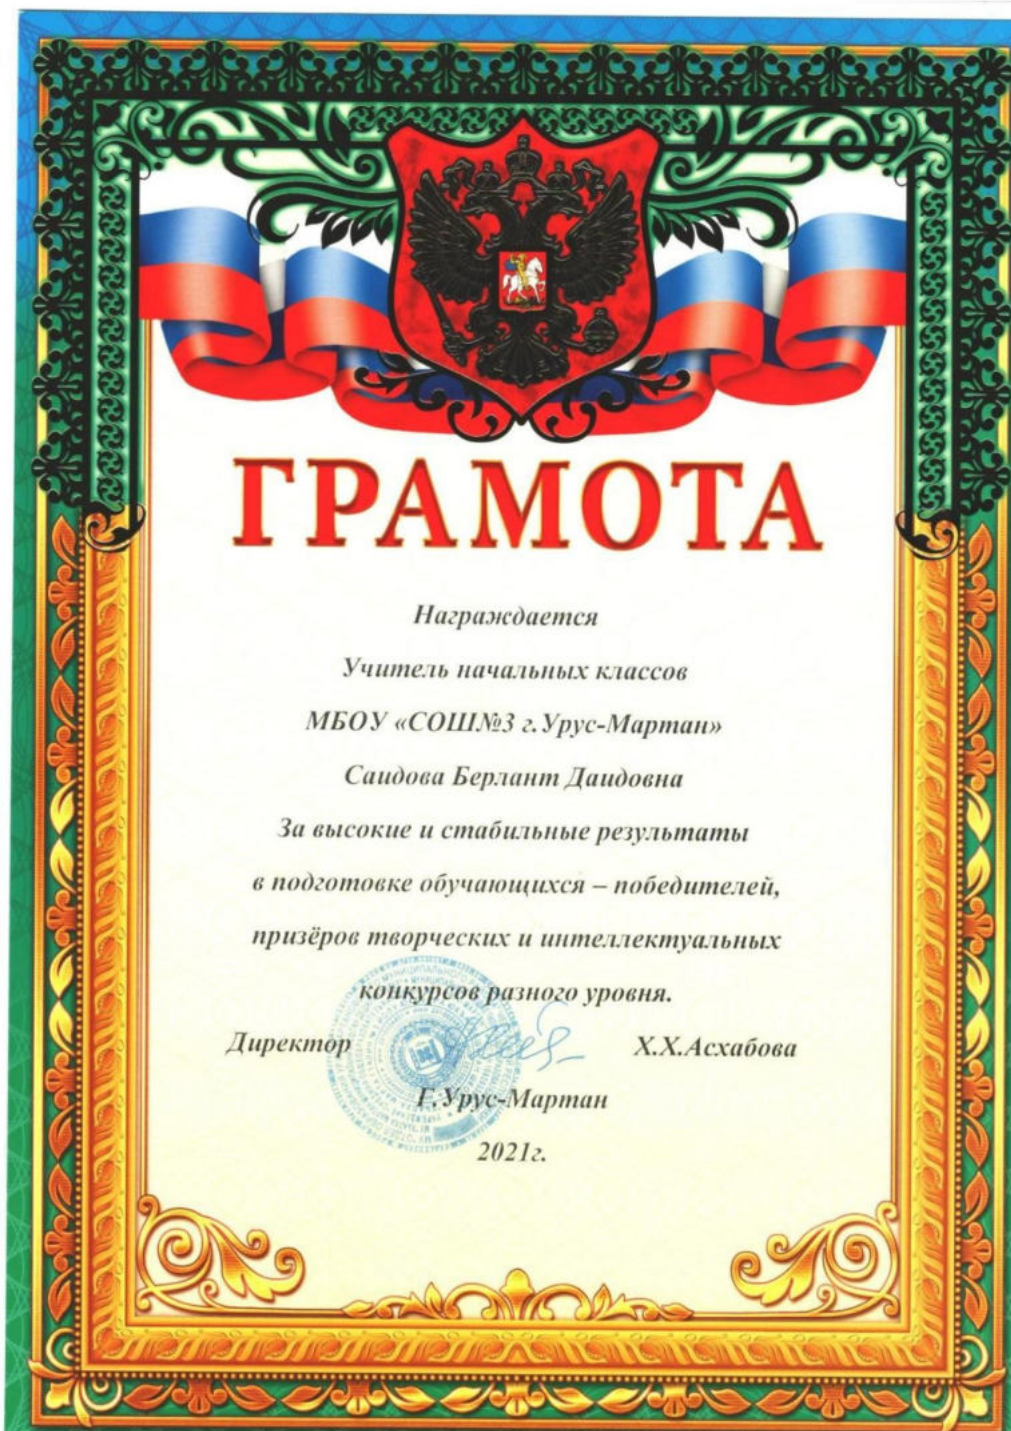 ГРАМОТА
Награждается
Учитель начальных классов
МБОУ «СОШ№3 г.Урус-Мартан»
Саидова Берлант Даидовна
За высокие и стабильные результаты
в подготовке обучающихся – победителей,
призёров творческих и интеллектуальных
конкурсов разного уровня.
Директор Х.Х.Асхабова
Г.Урус-Мартан
2021г.